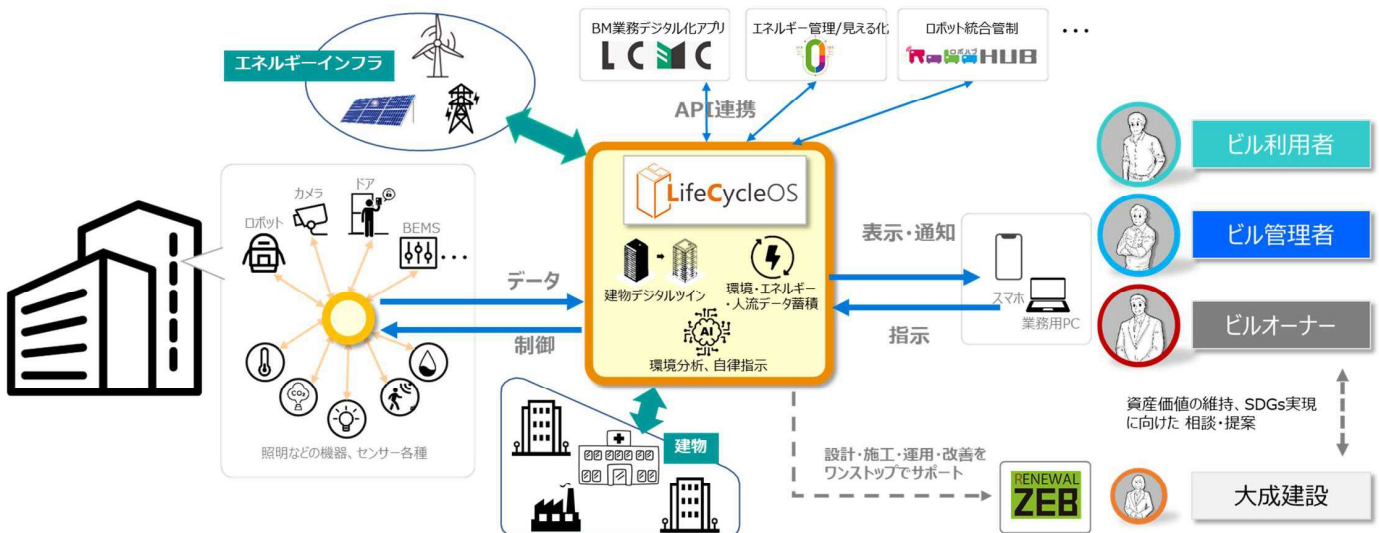 エネルギーインフラ
BM業務デジタル化アプリ
LCMC
エネルギー管理/見える化
ロボット統合管制
ロボハブ
HUB
・・・
API連携
LifeCycleOS
建物デジタルツイン
環境・エネルギー
・人流データ蓄積
AI
環境分析、自律指示
ロボット
カメラ
ドア
BEMS
・・・
CO₂
照明などの機器、センサー各種
データ
制御
建物
表示・通知
指示
スマホ
業務用PC
ビル利用者
ビル管理者
ビルオーナー
資産価値の維持、SDGs実現
に向けた 相談・提案
設計・施工・運用・改善を
ワンストップでサポート
RENEWAL
ZEB
大成建設